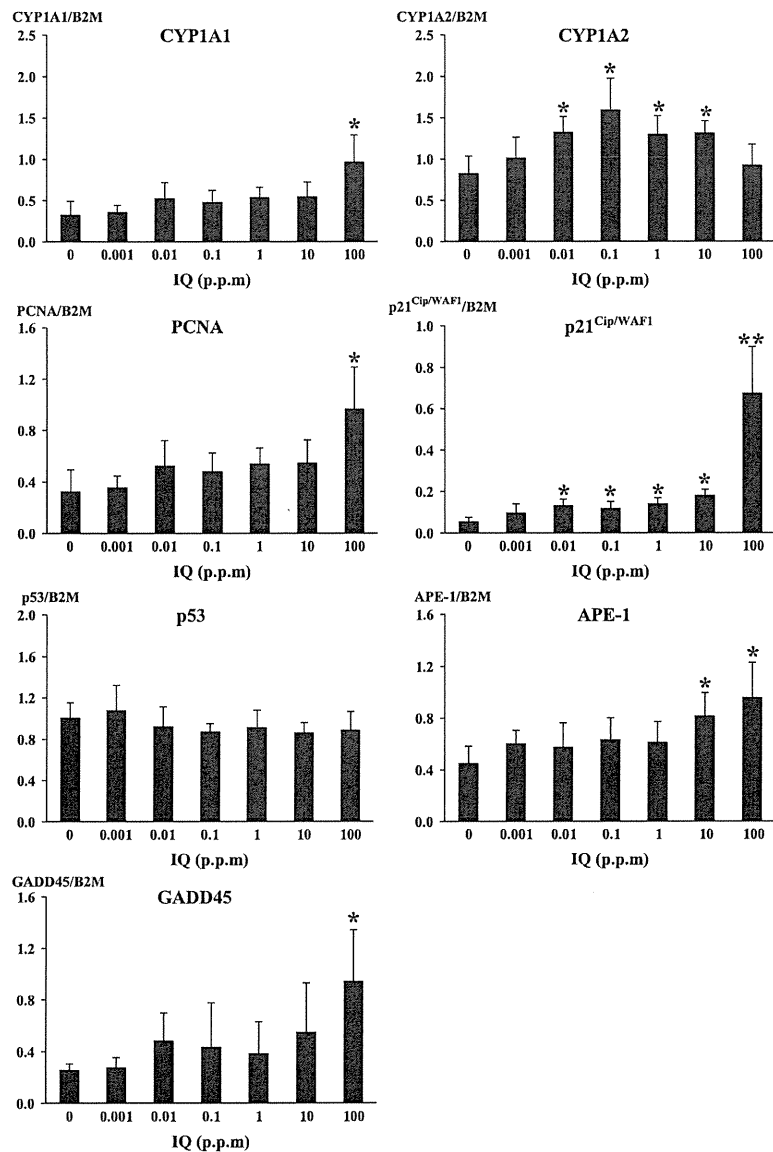 CYP1A1/B2M
CYP1A1
2.5
2.0
1.5
*
1.0
0.5
0.0
0 0.001 0.01 0.1 1 10 100
IQ (p.p.m)
CYP1A2/B2M
CYP1A2
2.5
2.0
* * * *
1.5
1.0
0.5
0.0
0 0.001 0.01 0.1 1 10 100
IQ (p.p.m)
PCNA/B2M
PCNA
1.6
*
1.2
0.8
0.4
0.0
0 0.001 0.01 0.1 1 10 100
IQ (p.p.m)
p21Cip/WAF1/B2M
p21Cip/WAF1
1.0
**
0.8
0.6
0.4
0.2
* * * *
0.0
0 0.001 0.01 0.1 1 10 100
IQ (p.p.m)
p53/B2M
p53
2.0
1.6
1.2
0.8
0.4
0.0
0 0.001 0.01 0.1 1 10 100
IQ (p.p.m)
APE-1/B2M
APE-1
1.6
* *
1.2
0.8
0.4
0.0
0 0.001 0.01 0.1 1 10 100
IQ (p.p.m)
GADD45/B2M
GADD45
1.6
*
1.2
0.8
0.4
0.0
0 0.001 0.01 0.1 1 10 100
IQ (p.p.m)